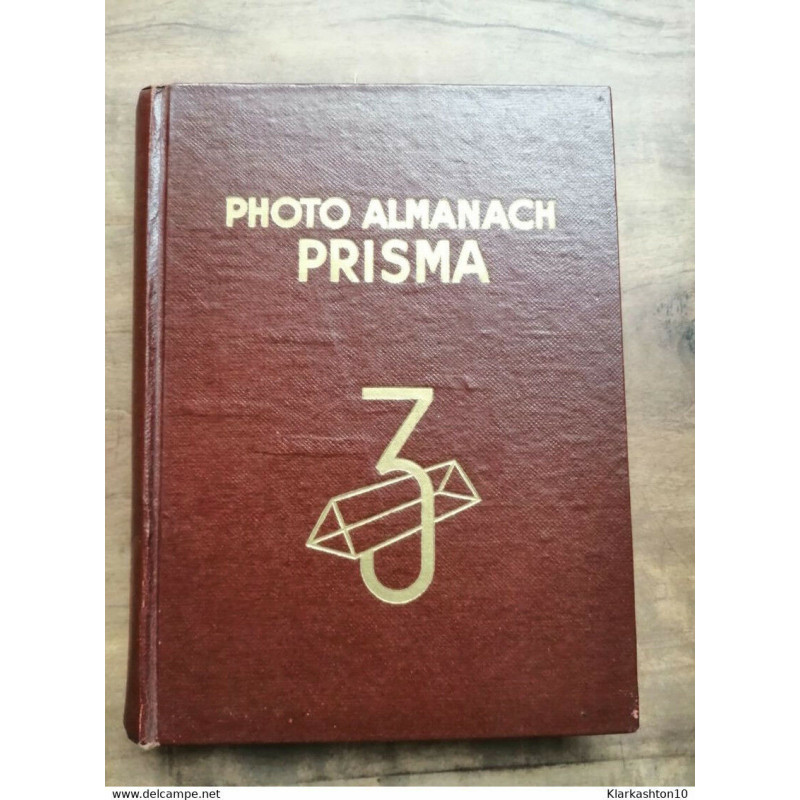 PHOTO ALMANACH
PRISMA
3
www.delcampe.net
Klarkashton10